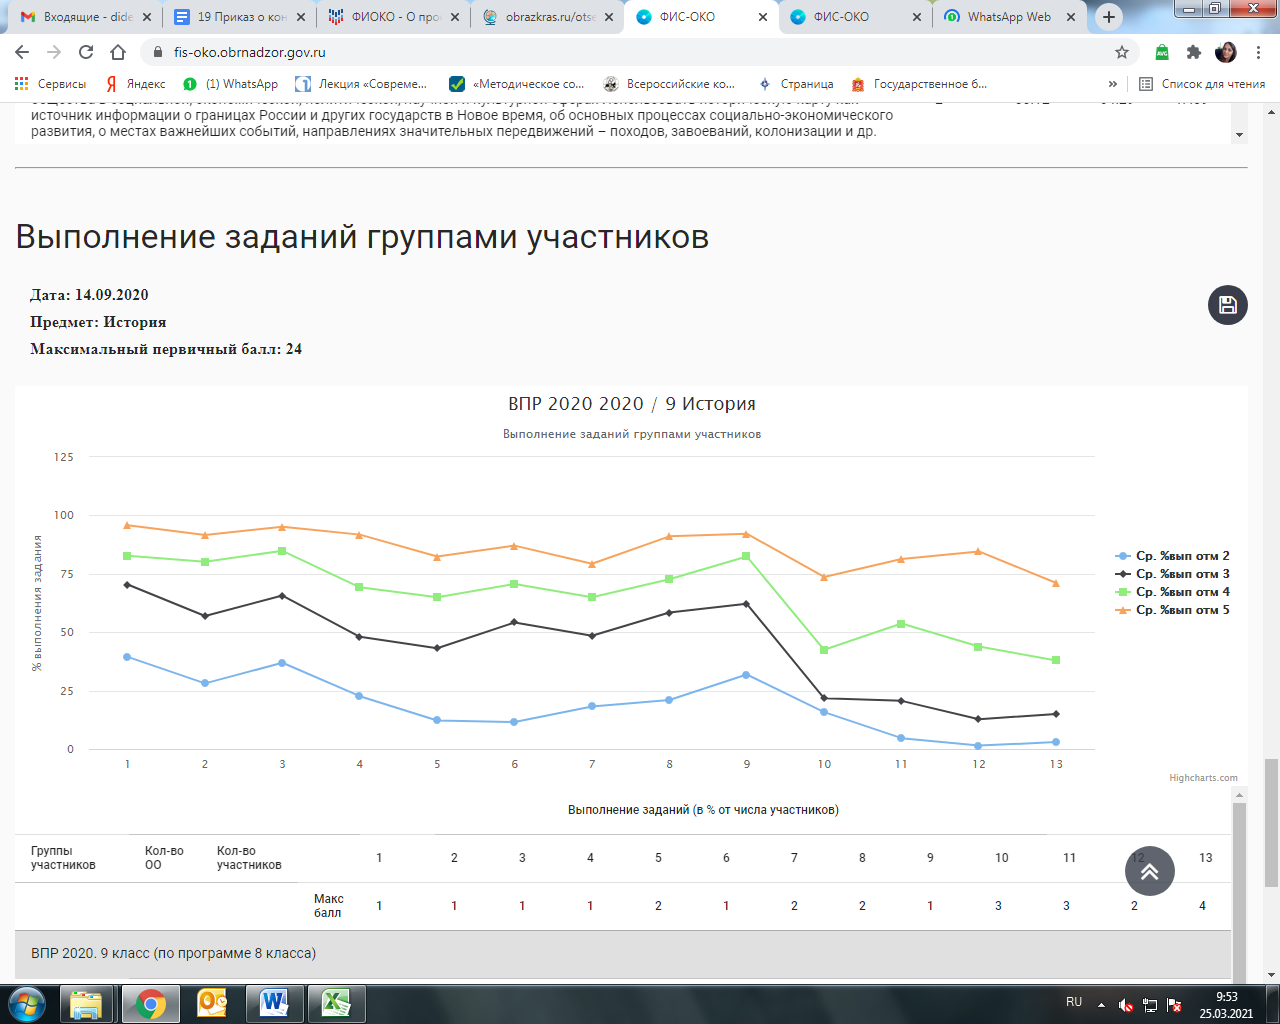 Входящие - dide
19 Приказ о кон
ФИОКО - О про
obrazkras.ru/otse
ФИС-ОКО
ФИС-ОКО
WhatsApp Web
fis-oko.obrnadzor.gov.ru
Сервисы
Яндекс
(1) WhatsApp
Лекция «Совреме...
«Методическое со...
Всероссийские ко...
Страница
Государственное б...
»
Список для чтения
источник информации о границах России и других государств в Новое время, об основных процессах социально-экономического
развития, о местах важнейших событий, направлениях значительных передвижений – походов, завоеваний, колонизации и др.
Выполнение заданий группами участников
Дата: 14.09.2020
Предмет: История
Максимальный первичный балл: 24
ВПР 2020 2020 / 9 История
Выполнение заданий группами участников
% выполнения задания
125
100
75
50
25
0
1 2 3 4 5 6 7 8 9 10 11 12 13
Ср. %вып отм 2
Ср. %вып отм 3
Ср. %вып отм 4
Ср. %вып отм 5
Highcharts.com
Выполнение заданий (в % от числа участников)
Группы участников Кол-во ОО Кол-во участников 1 2 3 4 5 6 7 8 9 10 11 12 13
Макс балл 1 1 1 1 2 1 2 2 1 3 3 2 4
ВПР 2020. 9 класс (по программе 8 класса)
RU
9:53
25.03.2021